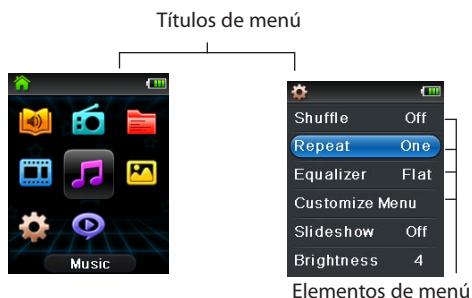 Títulos de menú
Music
Shuffle Off
Repeat One
Equalizer Flat
Customize Menu
Slideshow Off
Brightness 4
Elementos de menú